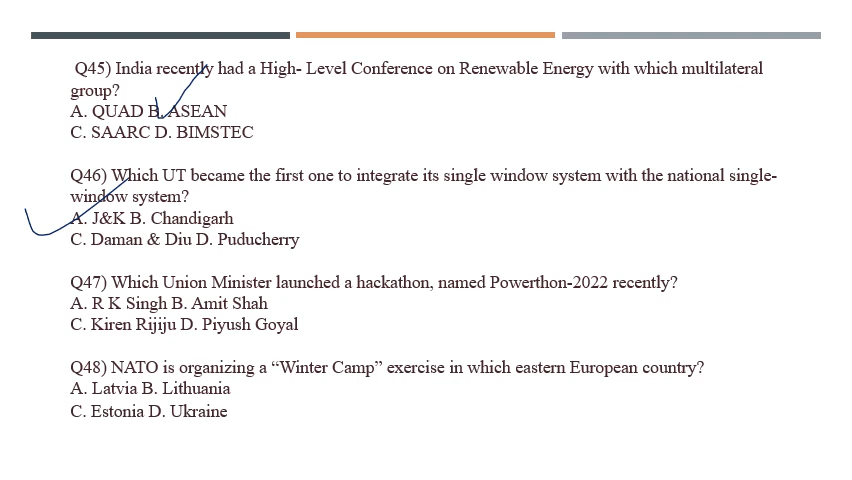 Q45) India recently had a High- Level Conference on Renewable Energy with which multilateral
group?
A. QUAD B. ASEAN
C. SAARC D. BIMSTEC
Q46) Which UT became the first one to integrate its single window system with the national single-
window system?
A. J&K B. Chandigarh
C. Daman & Diu D. Puducherry
Q47) Which Union Minister launched a hackathon, named Powerthon-2022 recently?
A. R K Singh B. Amit Shah
C. Kiren Rijiju D. Piyush Goyal
Q48) NATO is organizing a “Winter Camp” exercise in which eastern European country?
A. Latvia B. Lithuania
C. Estonia D. Ukraine